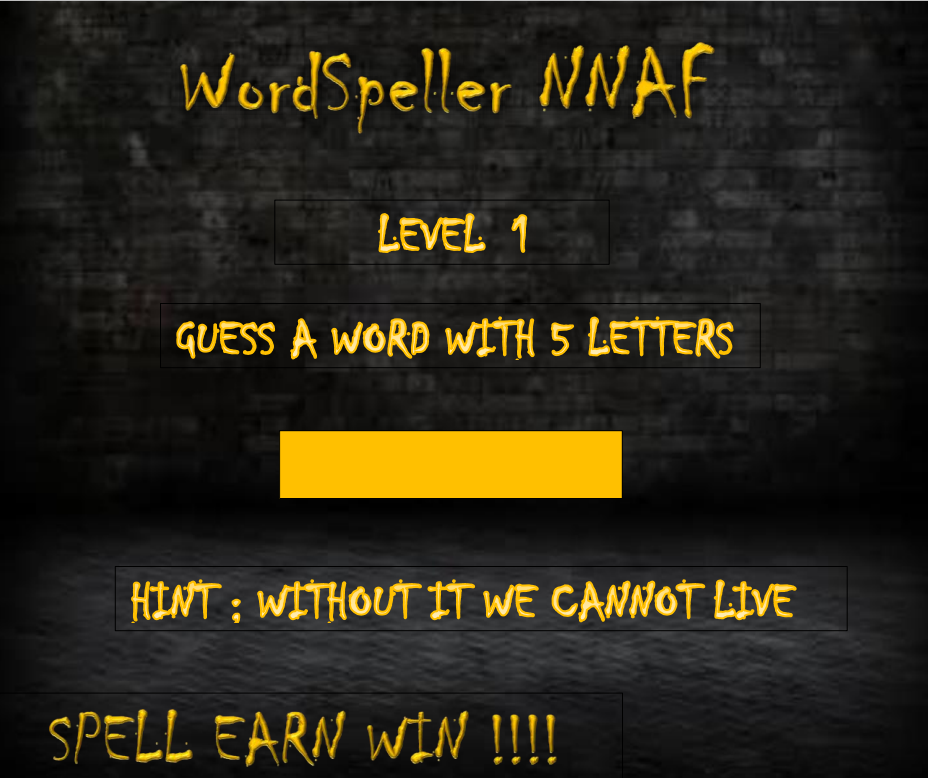 WordSpeller NNAF
LEVEL 1
GUESS A WORD WITH 5 LETTERS
HINT : WITHOUT IT WE CANNOT LIVE
SPELL EARN WIN !!!!